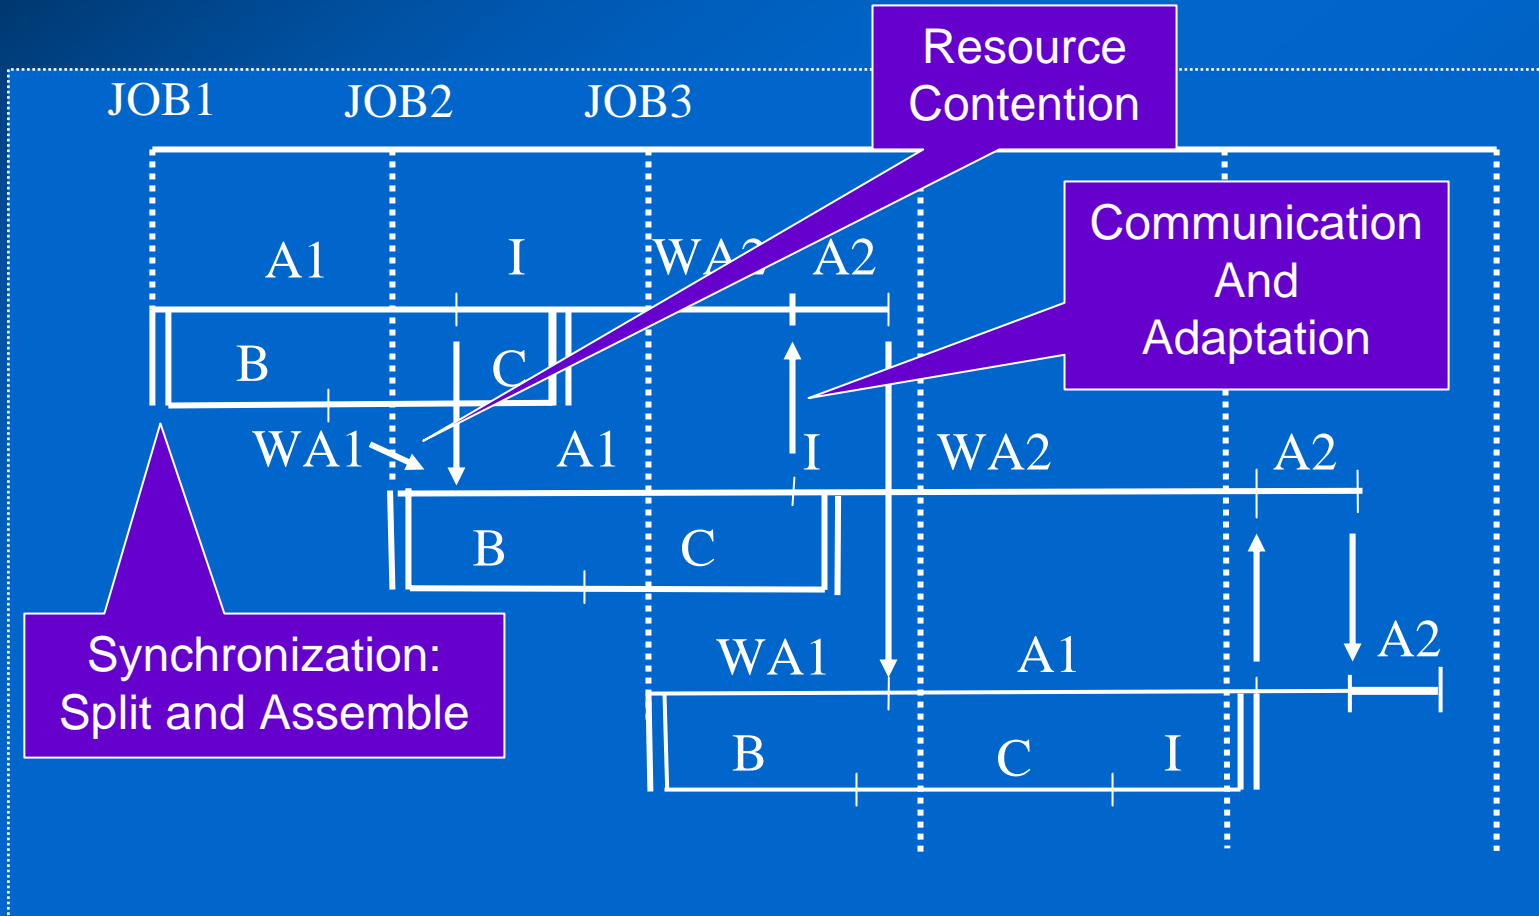 Resource
Contention
JOB1 JOB2 JOB3
Communication
And
Adaptation
A1 I WA2 A2
B C
WA1 A1 I WA2 A2
B C
Synchronization:
Split and Assemble
WA1 A1 A2
B C I